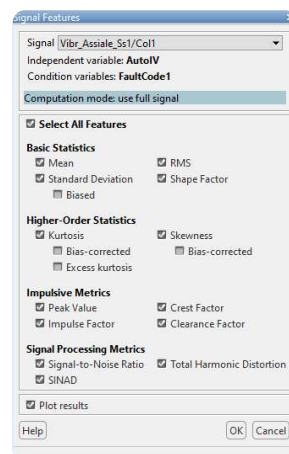 Signal Features
Signal Vibr_Assiale_Ss1/Col1
Independent variable: AutoIV
Condition variables: FaultCode1
Computation mode: use full signal
Select All Features
Basic Statistics
Mean RMS
Standard Deviation Shape Factor
Biased
Higher-Order Statistics
Kurtosis Skewness
Bias-corrected Bias-corrected
Excess kurtosis
Impulsive Metrics
Peak Value Crest Factor
Impulse Factor Clearance Factor
Signal Processing Metrics
Signal-to-Noise Ratio Total Harmonic Distortion
SINAD
Plot results
Help OK Cancel